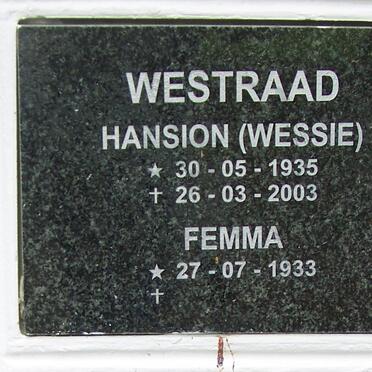 WESTRAAD
HANSION (WESSIE)
★ 30 - 05 - 1935
✝ 26 - 03 - 2003
FEMMA
★ 27 - 07 - 1933
✝